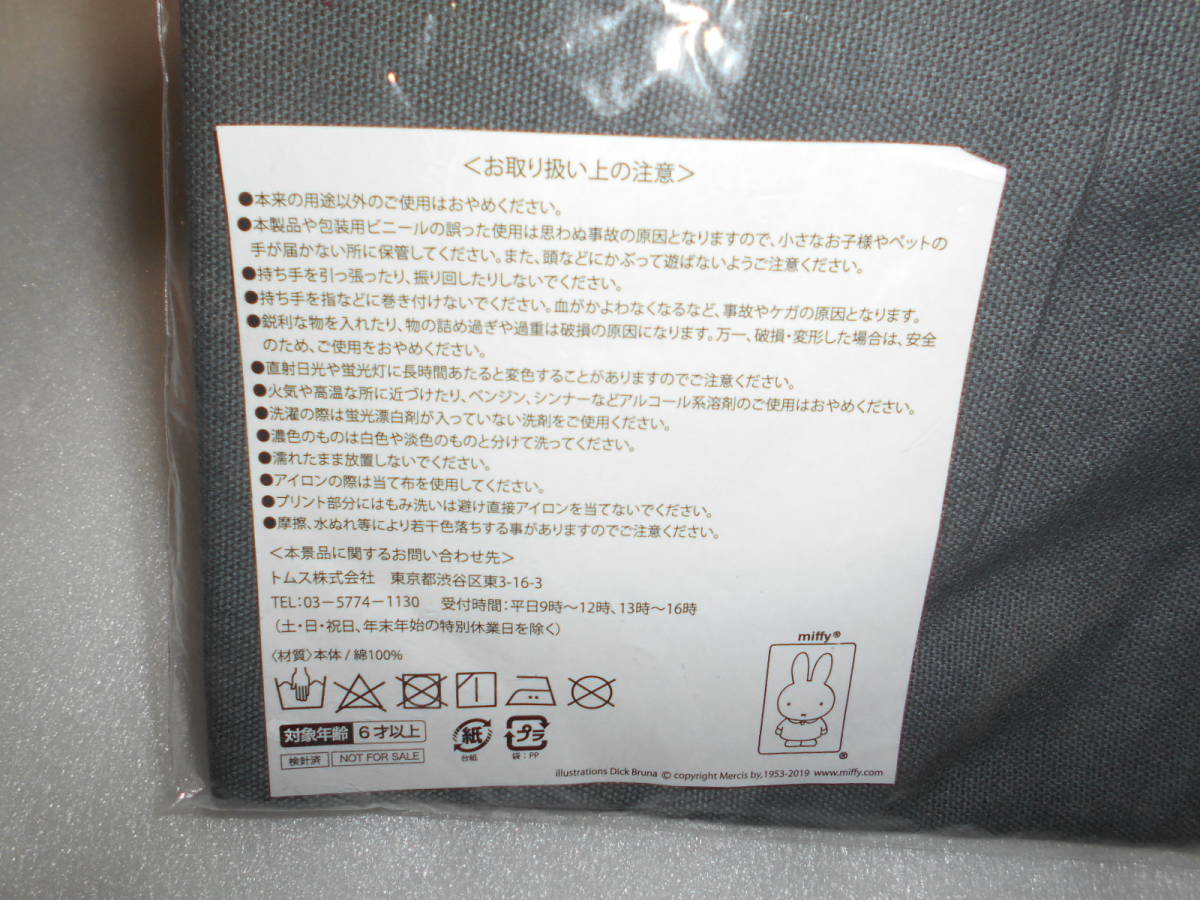 <お取り扱い上の注意>
●本来の用途以外のご使用はおやめください。
●本製品や包装用ビニールの誤った使用は思わぬ事故の原因となりますので、小さなお子様やペットの
手が届かない所に保管してください。また、頭などにかぶって遊ばないようご注意ください。
●持ち手を引っ張ったり、振り回したりしないでください。
●持ち手を指などに巻き付けないでください。血がかよわなくなるなど、事故やケガの原因となります。
●鋭利な物を入れたり、物の詰め過ぎや過重は破損の原因になります。万一、破損・変形した場合は、安全
のため、ご使用をおやめください。
●直射日光や蛍光灯に長時間あたると変色することがありますのでご注意ください。
●火気や高温な所に近づけたり、ベンジン、シンナーなどアルコール系溶剤のご使用はおやめください。
●洗濯の際は蛍光漂白剤が入っていない洗剤をご使用ください。
●濃色のものは白色や淡色のものと分けて洗ってください。
●濡れたまま放置しないでください。
●アイロンの際は当て布を使用してください。
●プリント部分にはもみ洗いは避け直接アイロンを当てないでください。
●摩擦、水ぬれ等により若干色落ちする事がありますのでご注意ください。
<本景品に関するお問い合わせ先>
トムス株式会社 東京都渋谷区東3-16-3
TEL:03-5774-1130 受付時間:平日9時～12時、13時～16時
(土・日・祝日、年末年始の特別休業日を除く)
〈材質〉本体/綿100%
対象年齢 6才以上
紙
台紙
プラ
袋:PP
検針済 NOT FOR SALE
miffy®
®
illustrations Dick Bruna © copyright Mercis bv,1953-2019 www.miffy.com